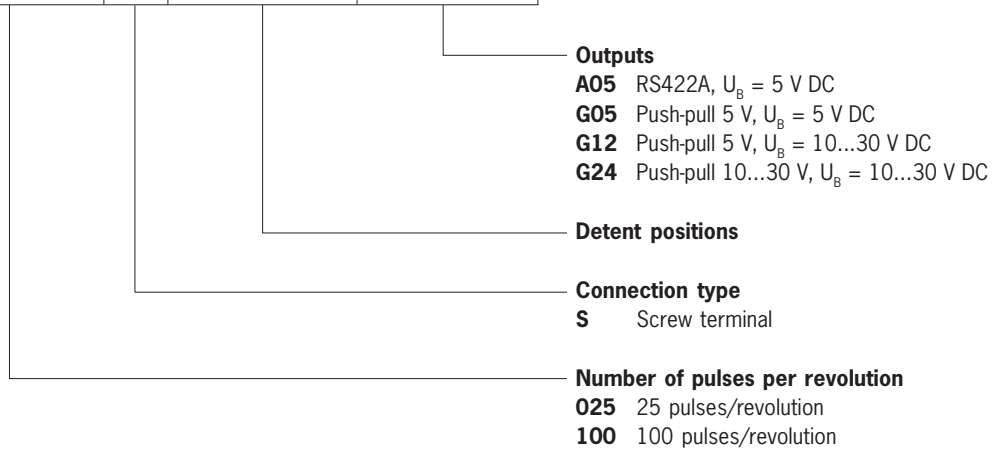 Outputs
A05 RS422A, U_B = 5 V DC
G05 Push-pull 5 V, U_B = 5 V DC
G12 Push-pull 5 V, U_B = 10...30 V DC
G24 Push-pull 10...30 V, U_B = 10...30 V DC
Detent positions
Connection type
S Screw terminal
Number of pulses per revolution
025 25 pulses/revolution
100 100 pulses/revolution